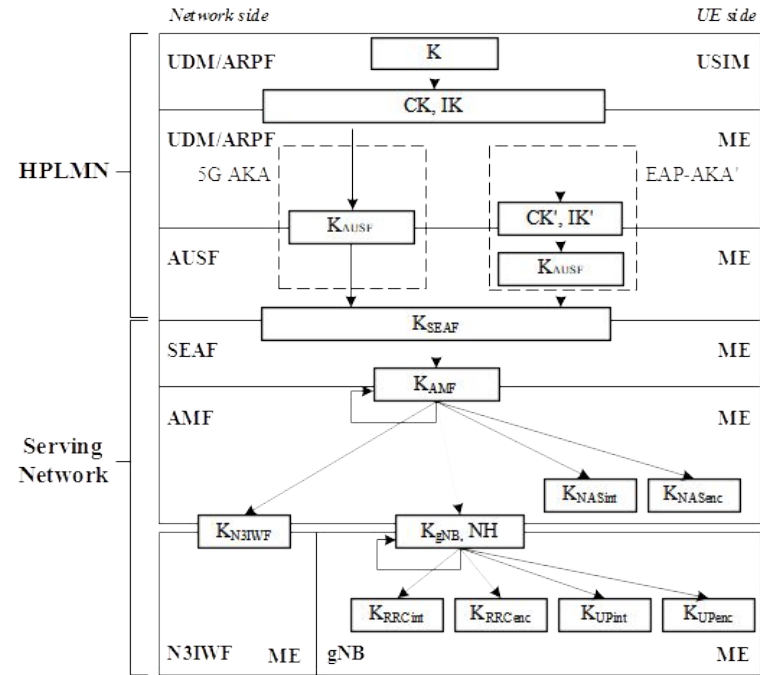 Network side UE side
K
UDM/ARPF USIM
CK, IK
UDM/ARPF ME
HPLMN
5G AKA EAP-AKA'
CK', IK'
KAUSF
AUSF ME
KAUSF
KSEAF
SEAF ME
KAMF
AMF ME
Serving
Network
KNASint KNASenc
KN3IWF KgNB, NH
KRRCint KRRCenc KUPint KUPenc
N3IWF ME gNB ME